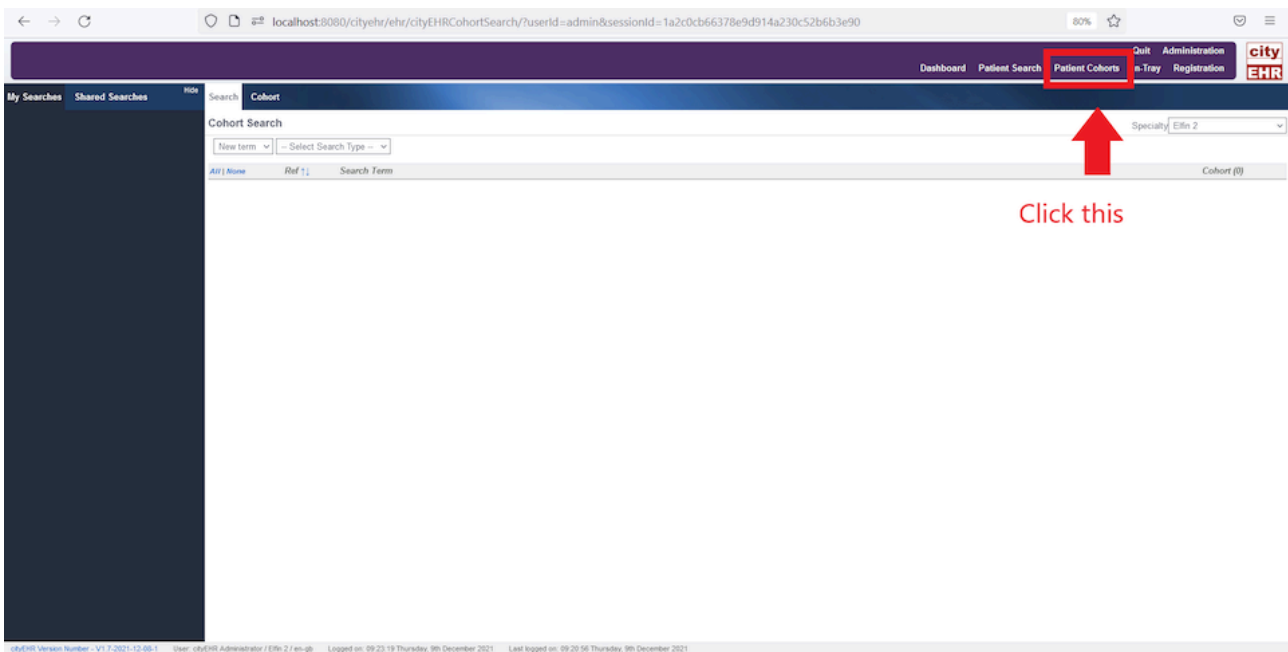 localhost:8080/cityehr/ehr/cityEHRCohortSearch/?userId=admin&sessionId=1a2c0cb66378e9d914a230c52b6b3e90 80%
Quit Administration
city
EHR
Dashboard Patient Search Patient Cohorts n-Tray Registration
My Searches Shared Searches Hide Search Cohort
Cohort Search Specialty Elfin 2
New term -- Select Search Type --
All | None Ref ↑↓ Search Term Cohort (0)
Click this
cityEHR Version Number - V1.7-2021-12-08-1 User: cityEHR Administrator / Elfin 2 / en-gb Logged on: 09:23:19 Thursday, 9th December 2021 Last logged on: 09:20:56 Thursday, 9th December 2021